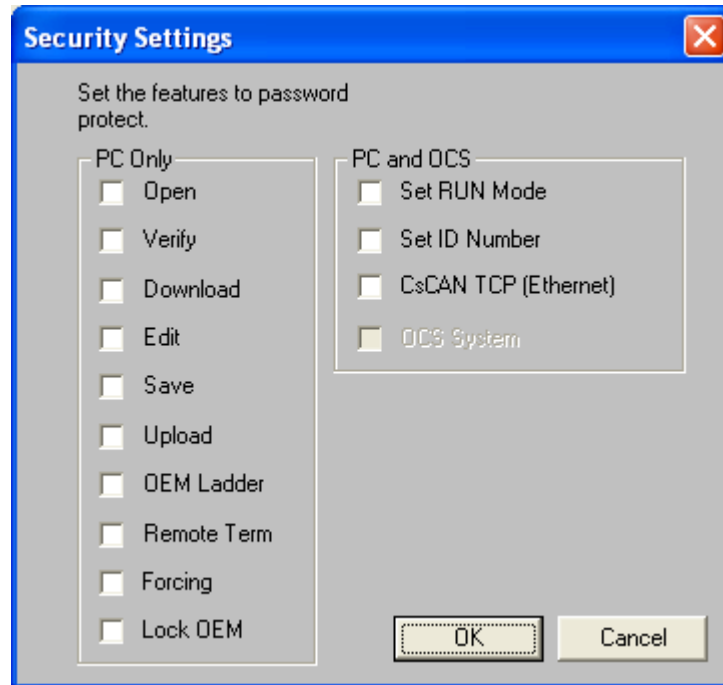 Security Settings
Set the features to password
protect.
PC Only
Open
Verify
Download
Edit
Save
Upload
OEM Ladder
Remote Term
Forcing
Lock OEM
PC and OCS
Set RUN Mode
Set ID Number
CsCAN TCP (Ethernet)
OCS System
OK
Cancel